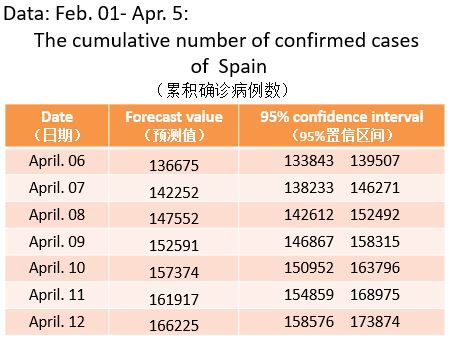 Data: Feb. 01- Apr. 5:
The cumulative number of confirmed cases
of Spain
（累积确诊病例数）
Date Forecast value 95% confidence interval
（日期） （预测值） （95%置信区间）
April. 06 136675 133843 139507
April. 07 142252 138233 146271
April. 08 147552 142612 152492
April. 09 152591 146867 158315
April. 10 157374 150952 163796
April. 11 161917 154859 168975
April. 12 166225 158576 173874